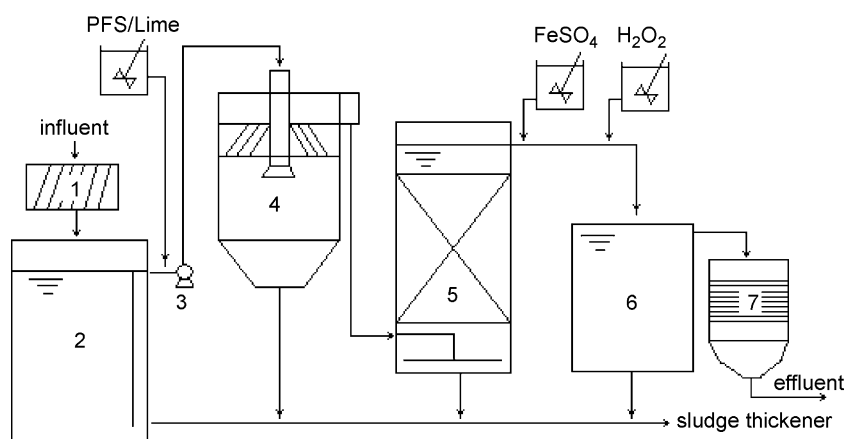 PFS/Lime
FeSO4
H2O2
influent
1
2
3
4
5
6
7
effluent
sludge thickener